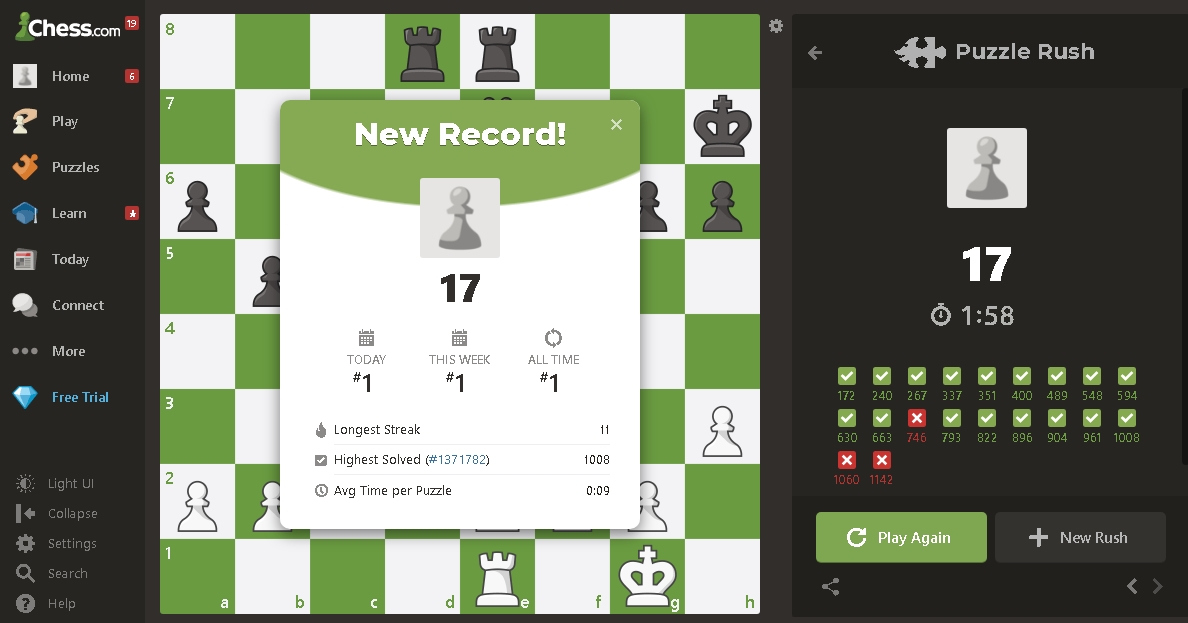 Chess.com 19
Home 6
Play
Puzzles
Learn
Today
Connect
More
Free Trial
Light UI
Collapse
Settings
Search
Help
8
7
6
5
4
3
2
1
a b c d e f g h
New Record!
17
TODAY THIS WEEK ALL TIME
#1 #1 #1
Longest Streak 11
Highest Solved (#1371782) 1008
Avg Time per Puzzle 0:09
Puzzle Rush
17
1:58
172 240 267 337 351 400 489 548 594
630 663 746 793 822 896 904 961 1008
1060 1142
Play Again
New Rush